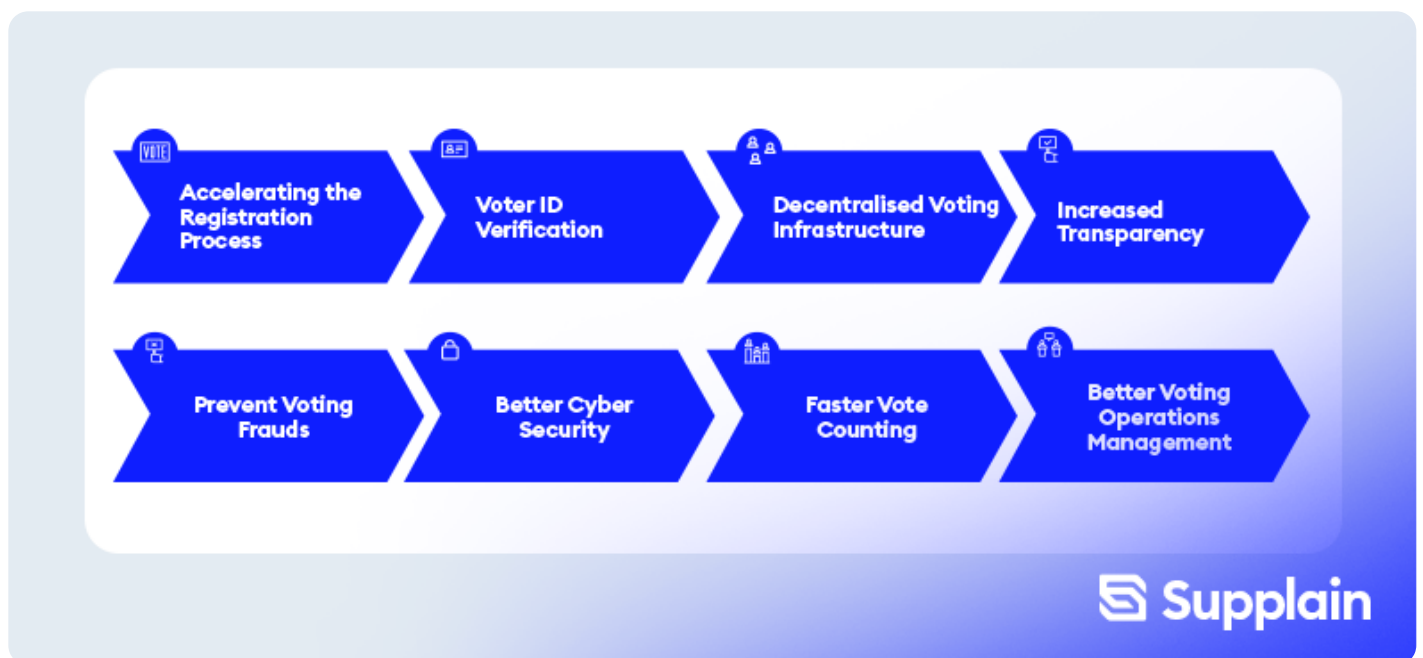 VOTE
Accelerating the
Registration
Process
Voter ID
Verification
Decentralised Voting
Infrastructure
Increased
Transparency
Prevent Voting
Frauds
Better Cyber
Security
Faster Vote
Counting
Better Voting
Operations
Management
Supplain